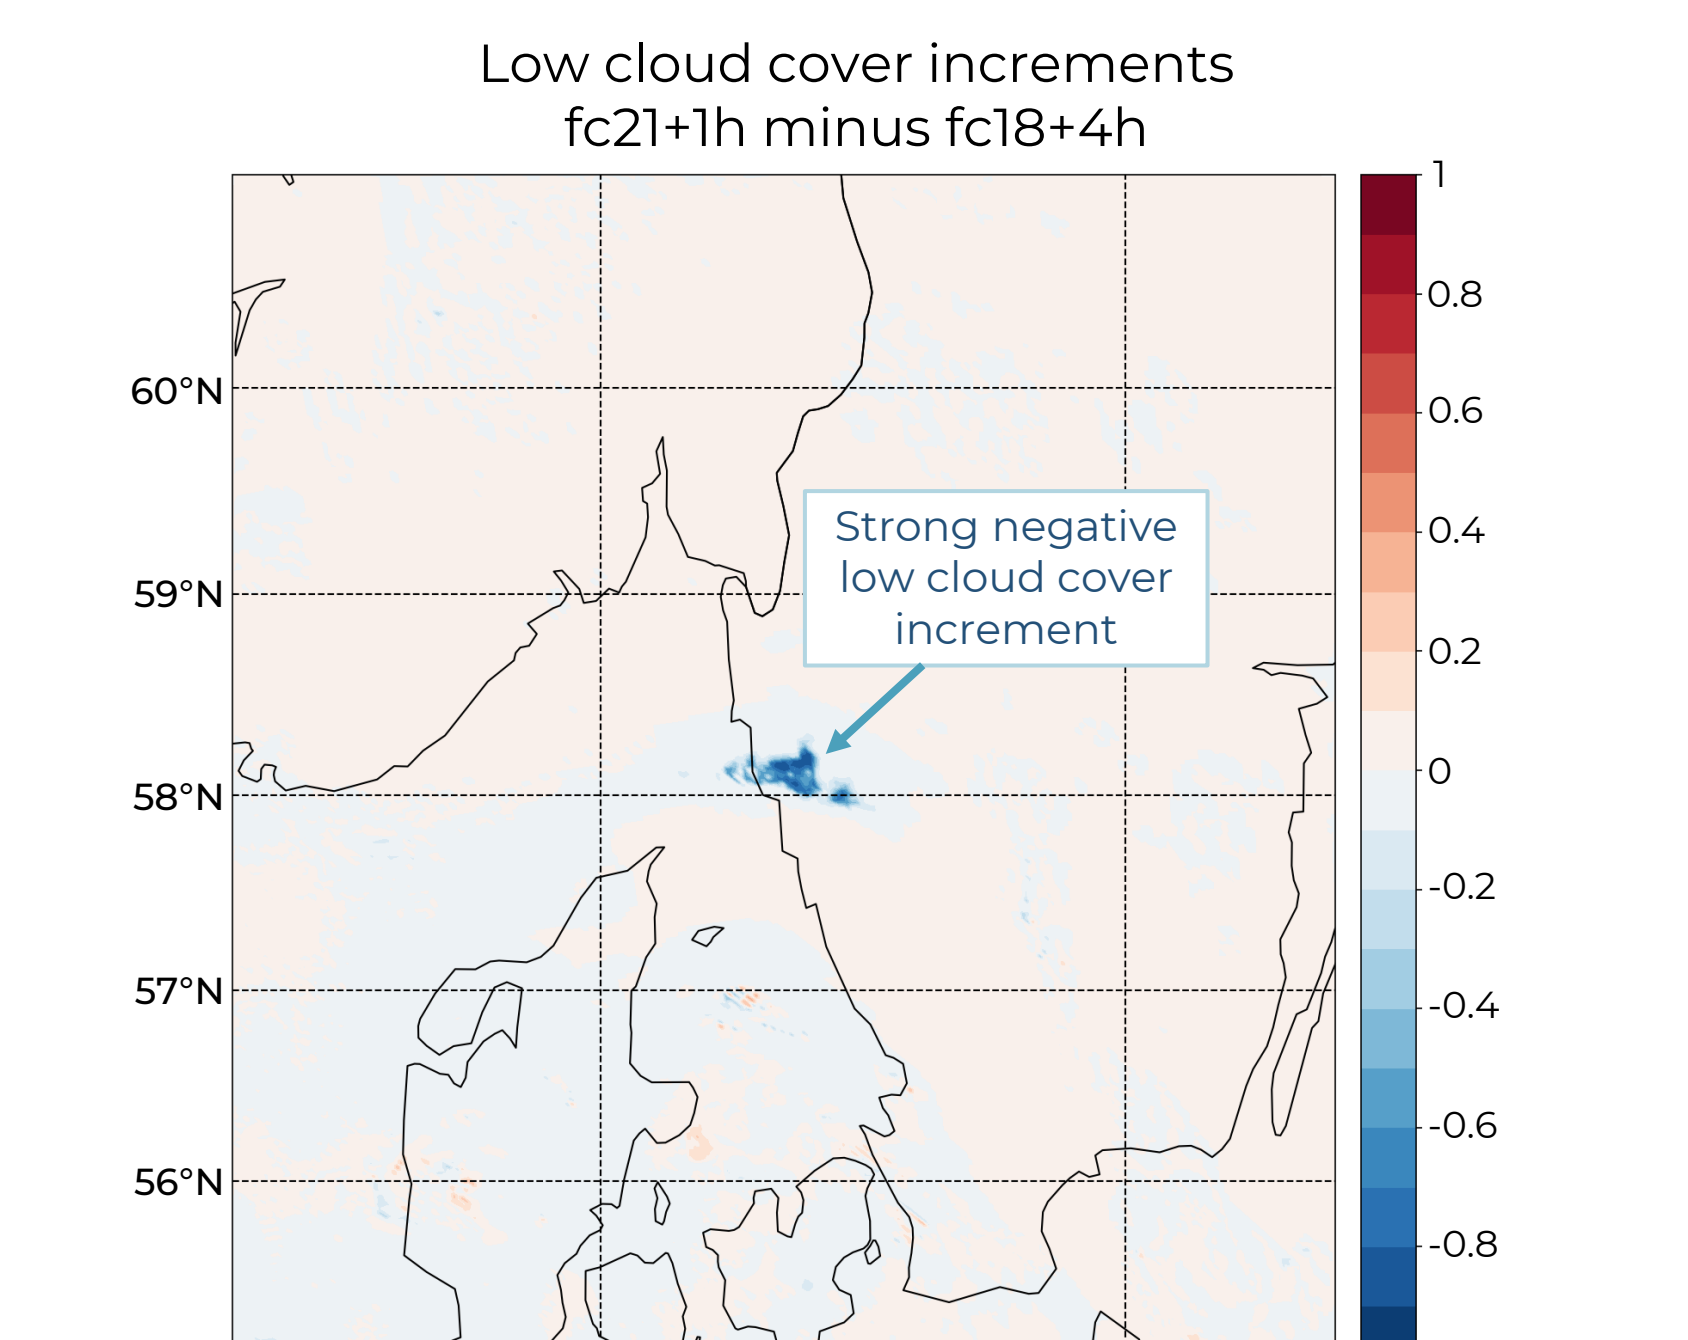 Low cloud cover increments
fc21+1h minus fc18+4h
1
0.8
60°N
0.6
Strong negative
low cloud cover
increment
0.4
59°N
0.2
0
58°N
-0.2
57°N
-0.4
-0.6
56°N
-0.8